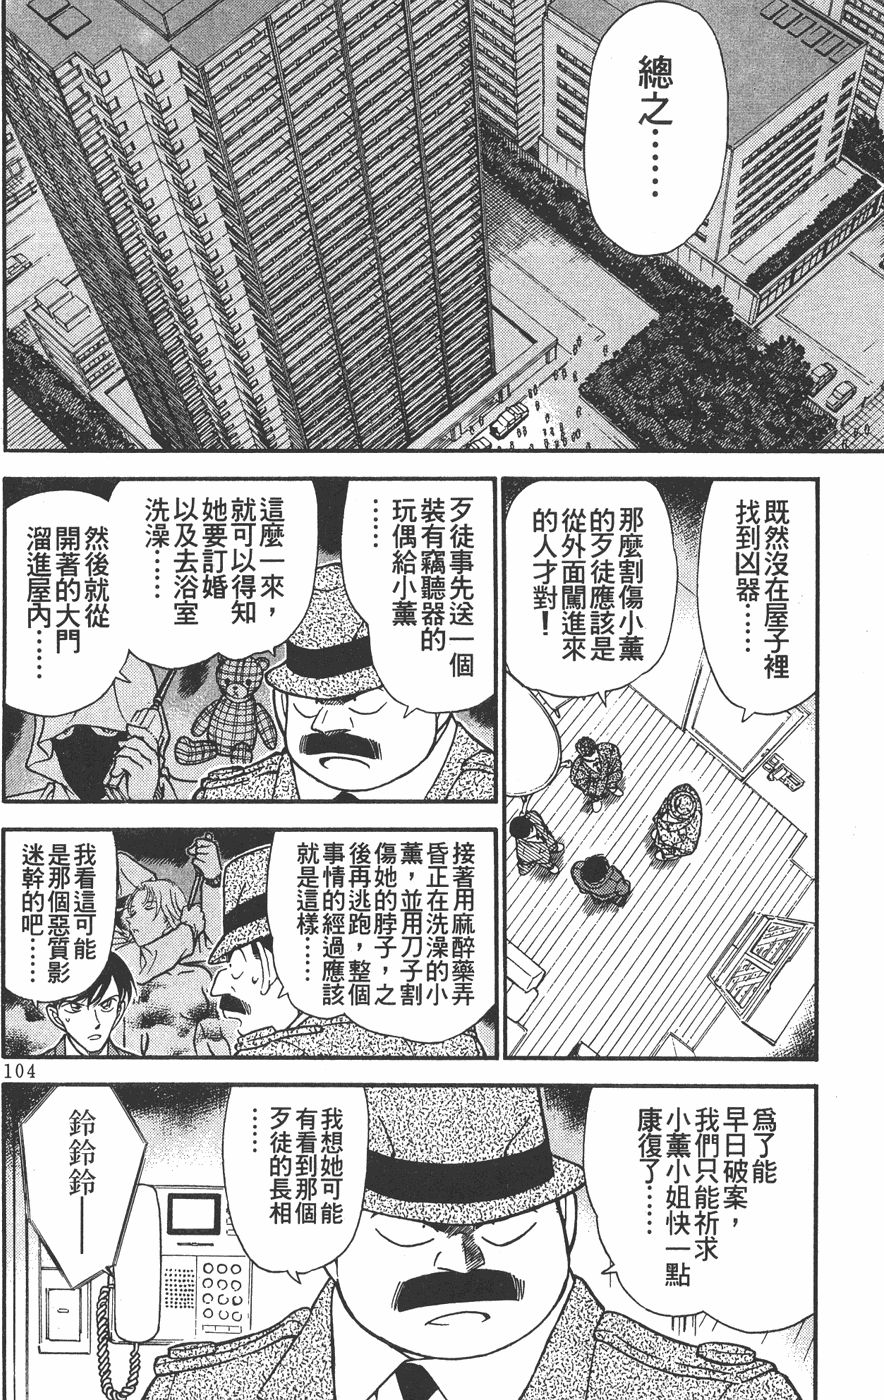 總之……
既然沒在屋子裡
找到凶器……
那麼割傷小薰
的歹徒應該是
從外面闖進來
的人才對！
歹徒事先送一個
裝有竊聽器的
玩偶給小薰
……
這麼一來，
就可以得知
她要訂婚
以及去浴室
洗澡……
然後就從
開著的大門
溜進屋內……
接著用麻醉藥弄
昏正在洗澡的小
薰，並用刀子割
傷她的脖子，之
後再逃跑，整個
事情的經過應該
就是這樣……
我看這可能
是那個惡質影
迷幹的吧……
104
爲了能
早日破案，
我們只能祈求
小薰小姐快一點
康復了……
我想她可能
有看到那個
歹徒的長相
……
鈴鈴鈴—